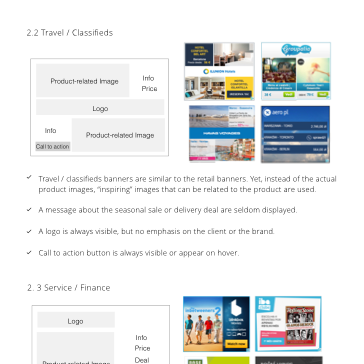 2.2 Travel / Classifieds
Product-related Image
Info
Price
Logo
Info
Product-related Image
Call to action
groupalia
aero.pl
Travel / classifieds banners are similar to the retail banners. Yet, instead of the actual
product images, "inspiring" images that can be related to the product are used.
A message about the seasonal sale or delivery deal are seldom displayed.
A logo is always visible, but no emphasis on the client or the brand.
Call to action button is always visible or appear on hover.
2. 3 Service / Finance
Logo
Info
Price
Deal
Product-related Image